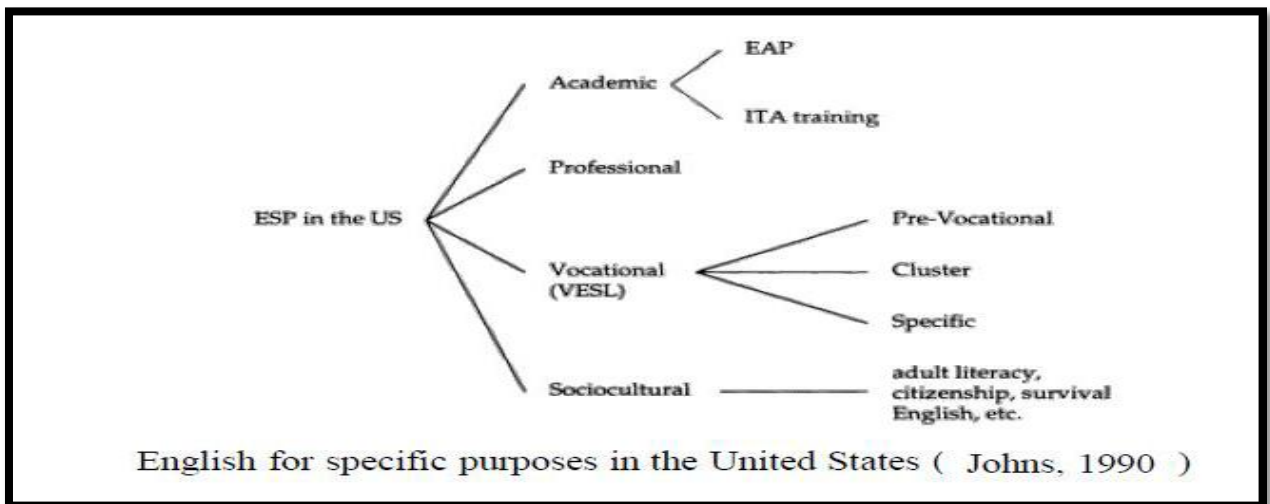 EAP
Academic
ITA training
Professional
ESP in the US
Pre-Vocational
Vocational
(VESL)
Cluster
Specific
Sociocultural
adult literacy,
citizenship, survival
English, etc.
English for specific purposes in the United States ( Johns, 1990 )